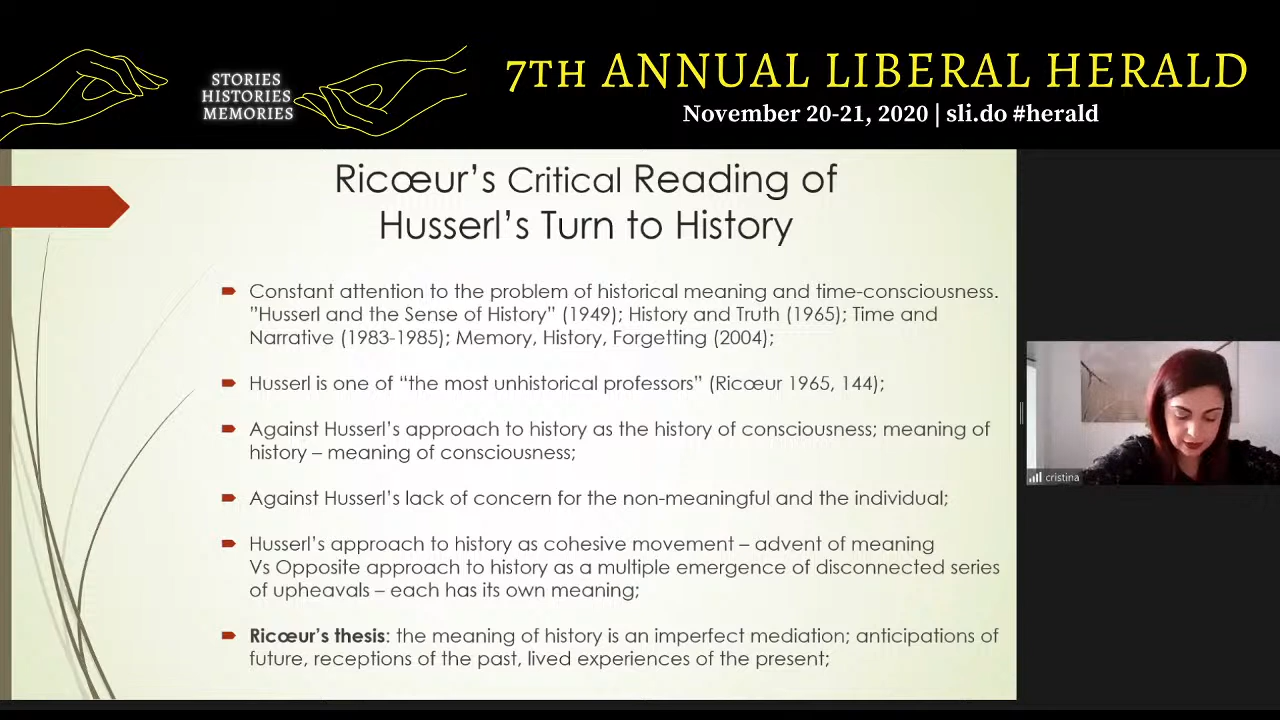 STORIES
HISTORIES
MEMORIES
7TH ANNUAL LIBERAL HERALD
November 20-21, 2020 | sli.do #herald
Ricœur’s Critical Reading of
Husserl’s Turn to History
Constant attention to the problem of historical meaning and time-consciousness.
”Husserl and the Sense of History” (1949); History and Truth (1965); Time and
Narrative (1983-1985); Memory, History, Forgetting (2004);
Husserl is one of “the most unhistorical professors” (Ricœur 1965, 144);
Against Husserl’s approach to history as the history of consciousness; meaning of
history – meaning of consciousness;
Against Husserl’s lack of concern for the non-meaningful and the individual;
Husserl’s approach to history as cohesive movement – advent of meaning
Vs Opposite approach to history as a multiple emergence of disconnected series
of upheavals – each has its own meaning;
Ricœur’s thesis: the meaning of history is an imperfect mediation; anticipations of
future, receptions of the past, lived experiences of the present;
cristina